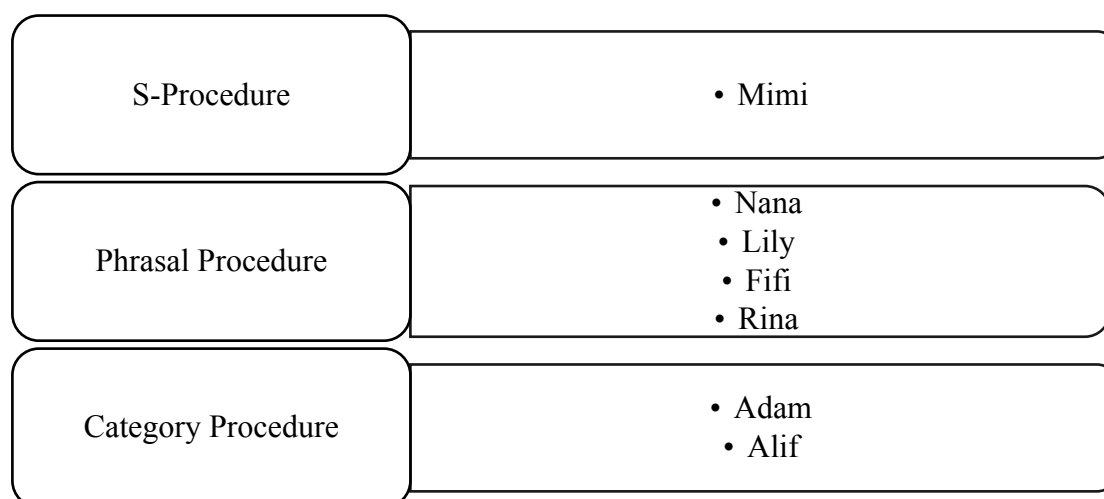 S-Procedure
• Mimi
Phrasal Procedure
• Nana
• Lily
• Fifi
• Rina
Category Procedure
• Adam
• Alif